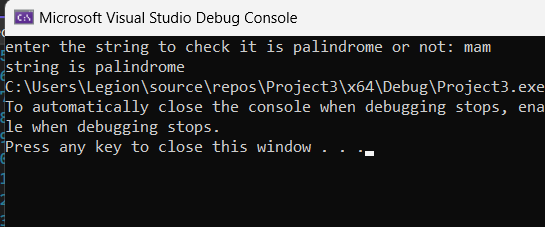 Microsoft Visual Studio Debug Console
enter the string to check it is palindrome or not: mam
string is palindrome
C:\Users\Legion\source\repos\Project3\x64\Debug\Project3.exe
To automatically close the console when debugging stops, ena
le when debugging stops.
Press any key to close this window . . .